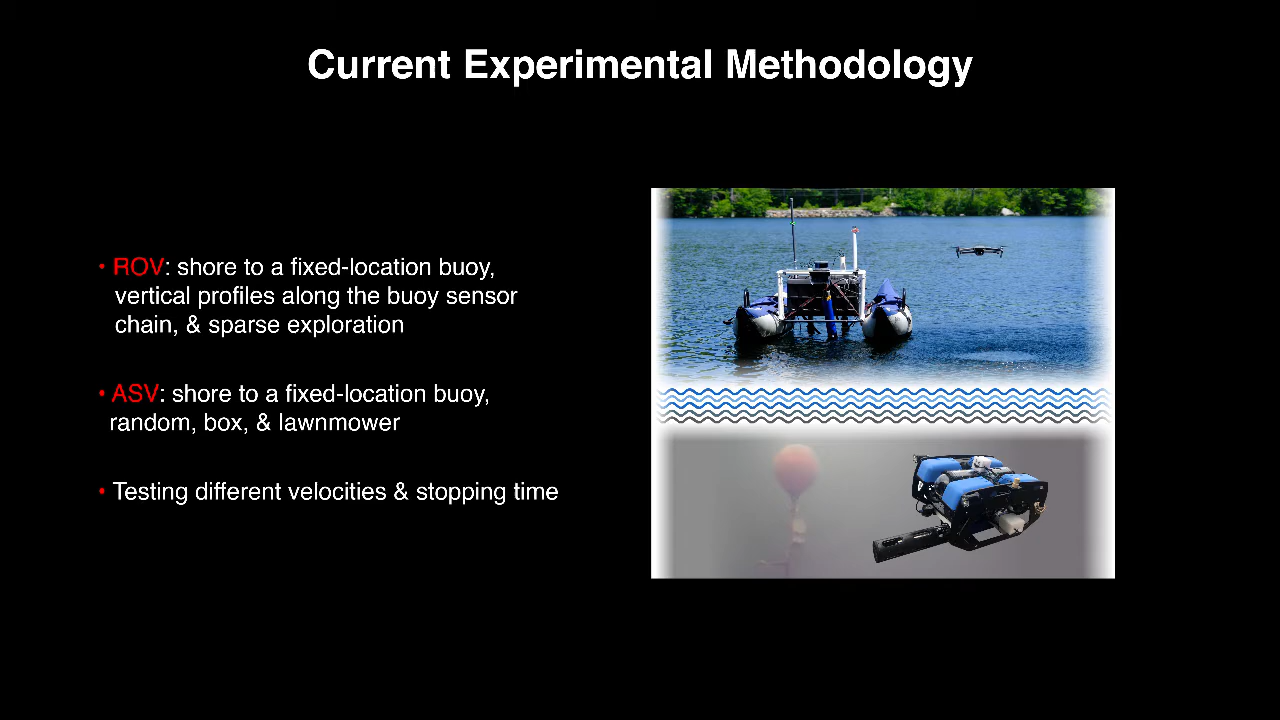 Current Experimental Methodology
• ROV: shore to a fixed-location buoy,
vertical profiles along the buoy sensor
chain, & sparse exploration
• ASV: shore to a fixed-location buoy,
random, box, & lawnmower
• Testing different velocities & stopping time